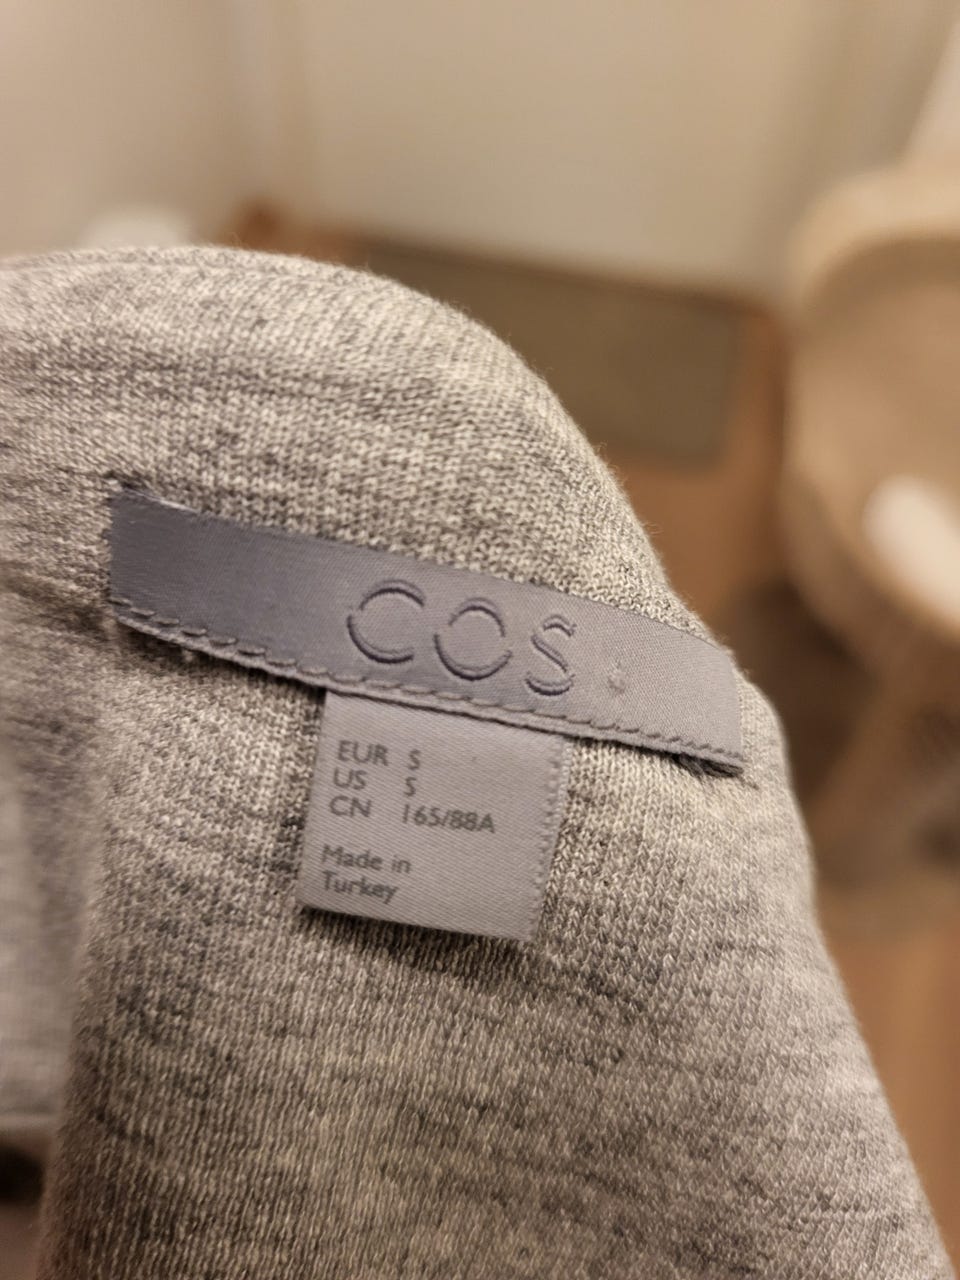 COS
EUR S
US S
CN 165/88A
Made in
Turkey